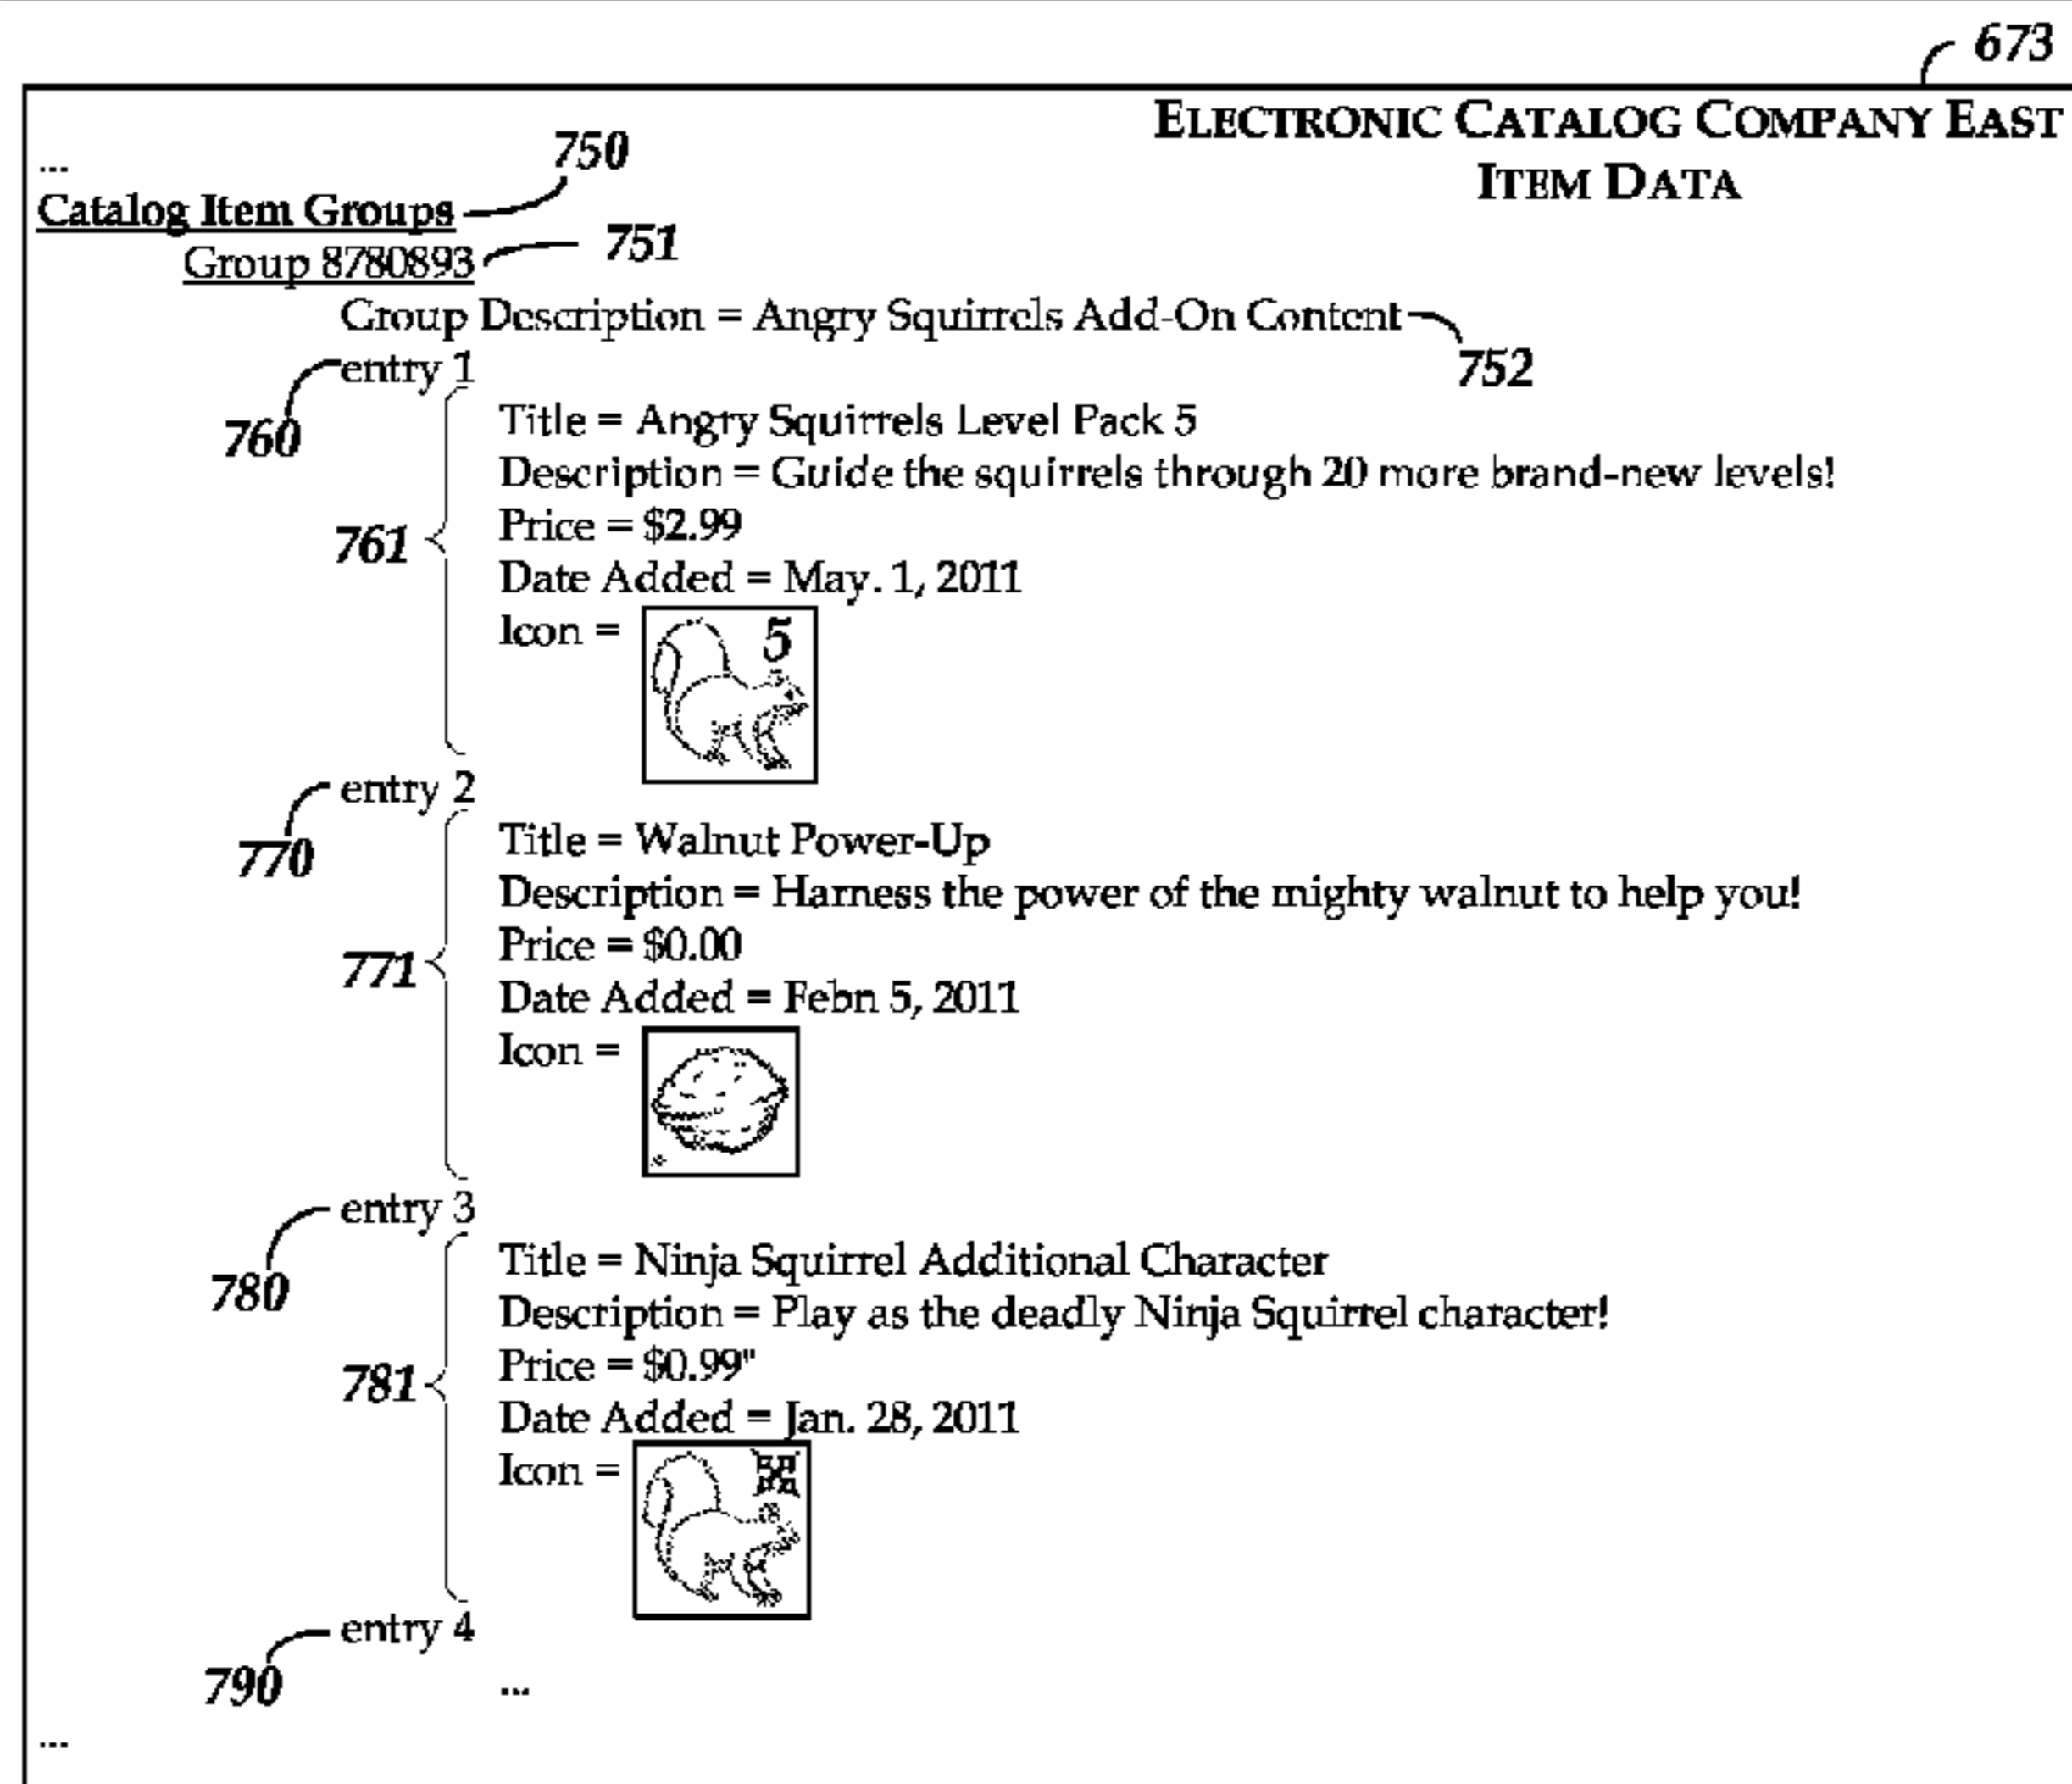 673
ELECTRONIC CATALOG COMPANY EAST
ITEM DATA
...
750
Catalog Item Groups
751
Group 8780893
Group Description = Angry Squirrels Add-On Content
752
entry 1
760
Title = Angry Squirrels Level Pack 5
Description = Guide the squirrels through 20 more brand-new levels!
761
Price = $2.99
Date Added = May. 1, 2011
Icon =
5
entry 2
770
Title = Walnut Power-Up
Description = Harness the power of the mighty walnut to help you!
771
Price = $0.00
Date Added = Febn 5, 2011
Icon =
entry 3
780
Title = Ninja Squirrel Additional Character
Description = Play as the deadly Ninja Squirrel character!
781
Price = $0.99"
Date Added = Jan. 28, 2011
Icon =
entry 4
790
...
...